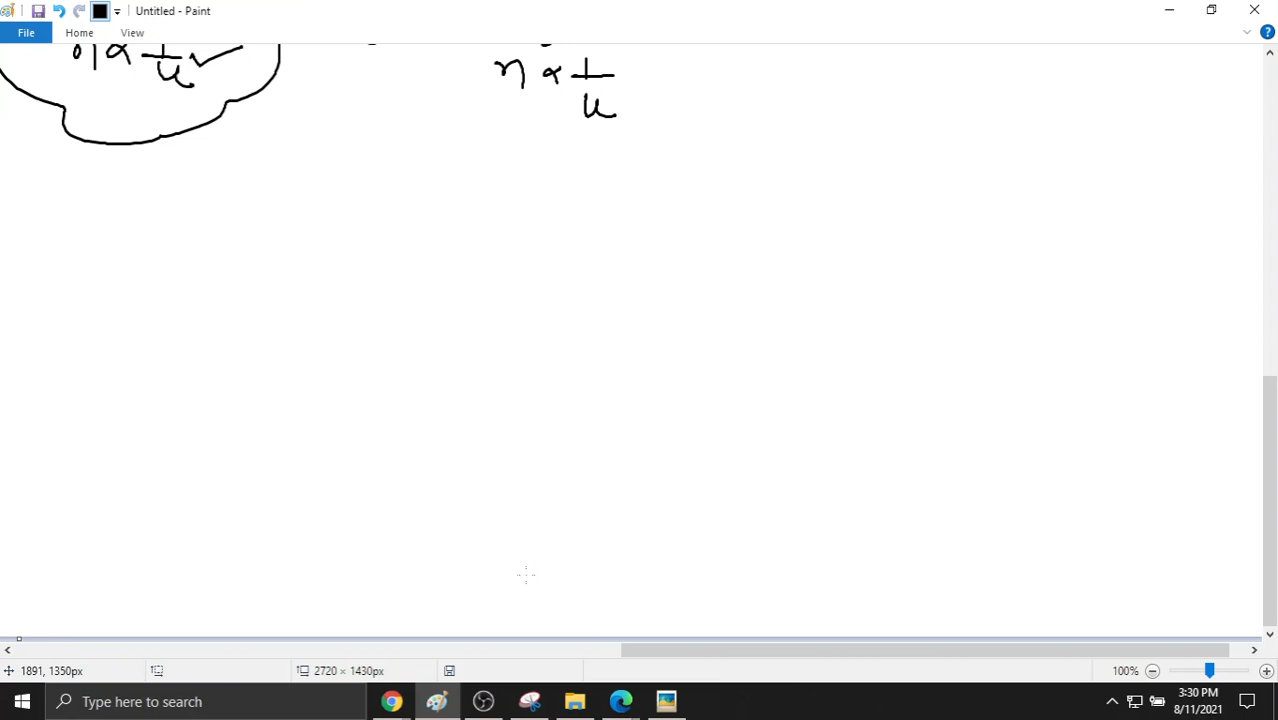 Untitled - Paint
File Home View
η ∝ 1/u
η ∝ 1/u
1891, 1350px
2720 × 1430px
100%
Type here to search
3:30 PM
8/11/2021